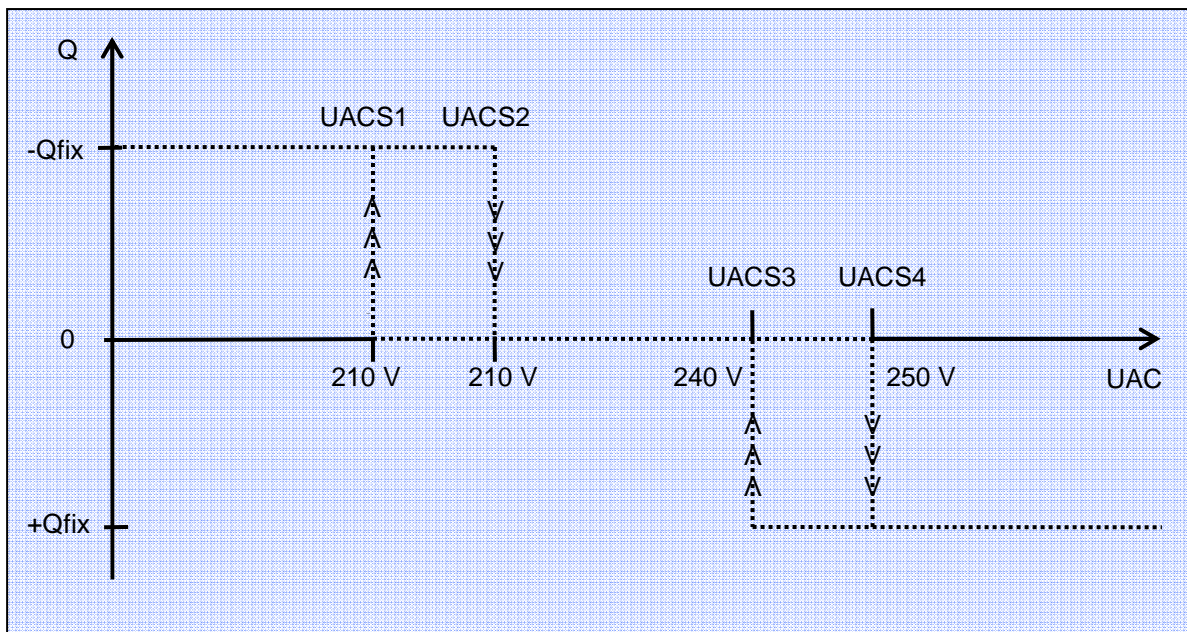 Q
UACS1 UACS2
-Qfix
UACS3 UACS4
0
210 V 210 V 240 V 250 V UAC
+Qfix